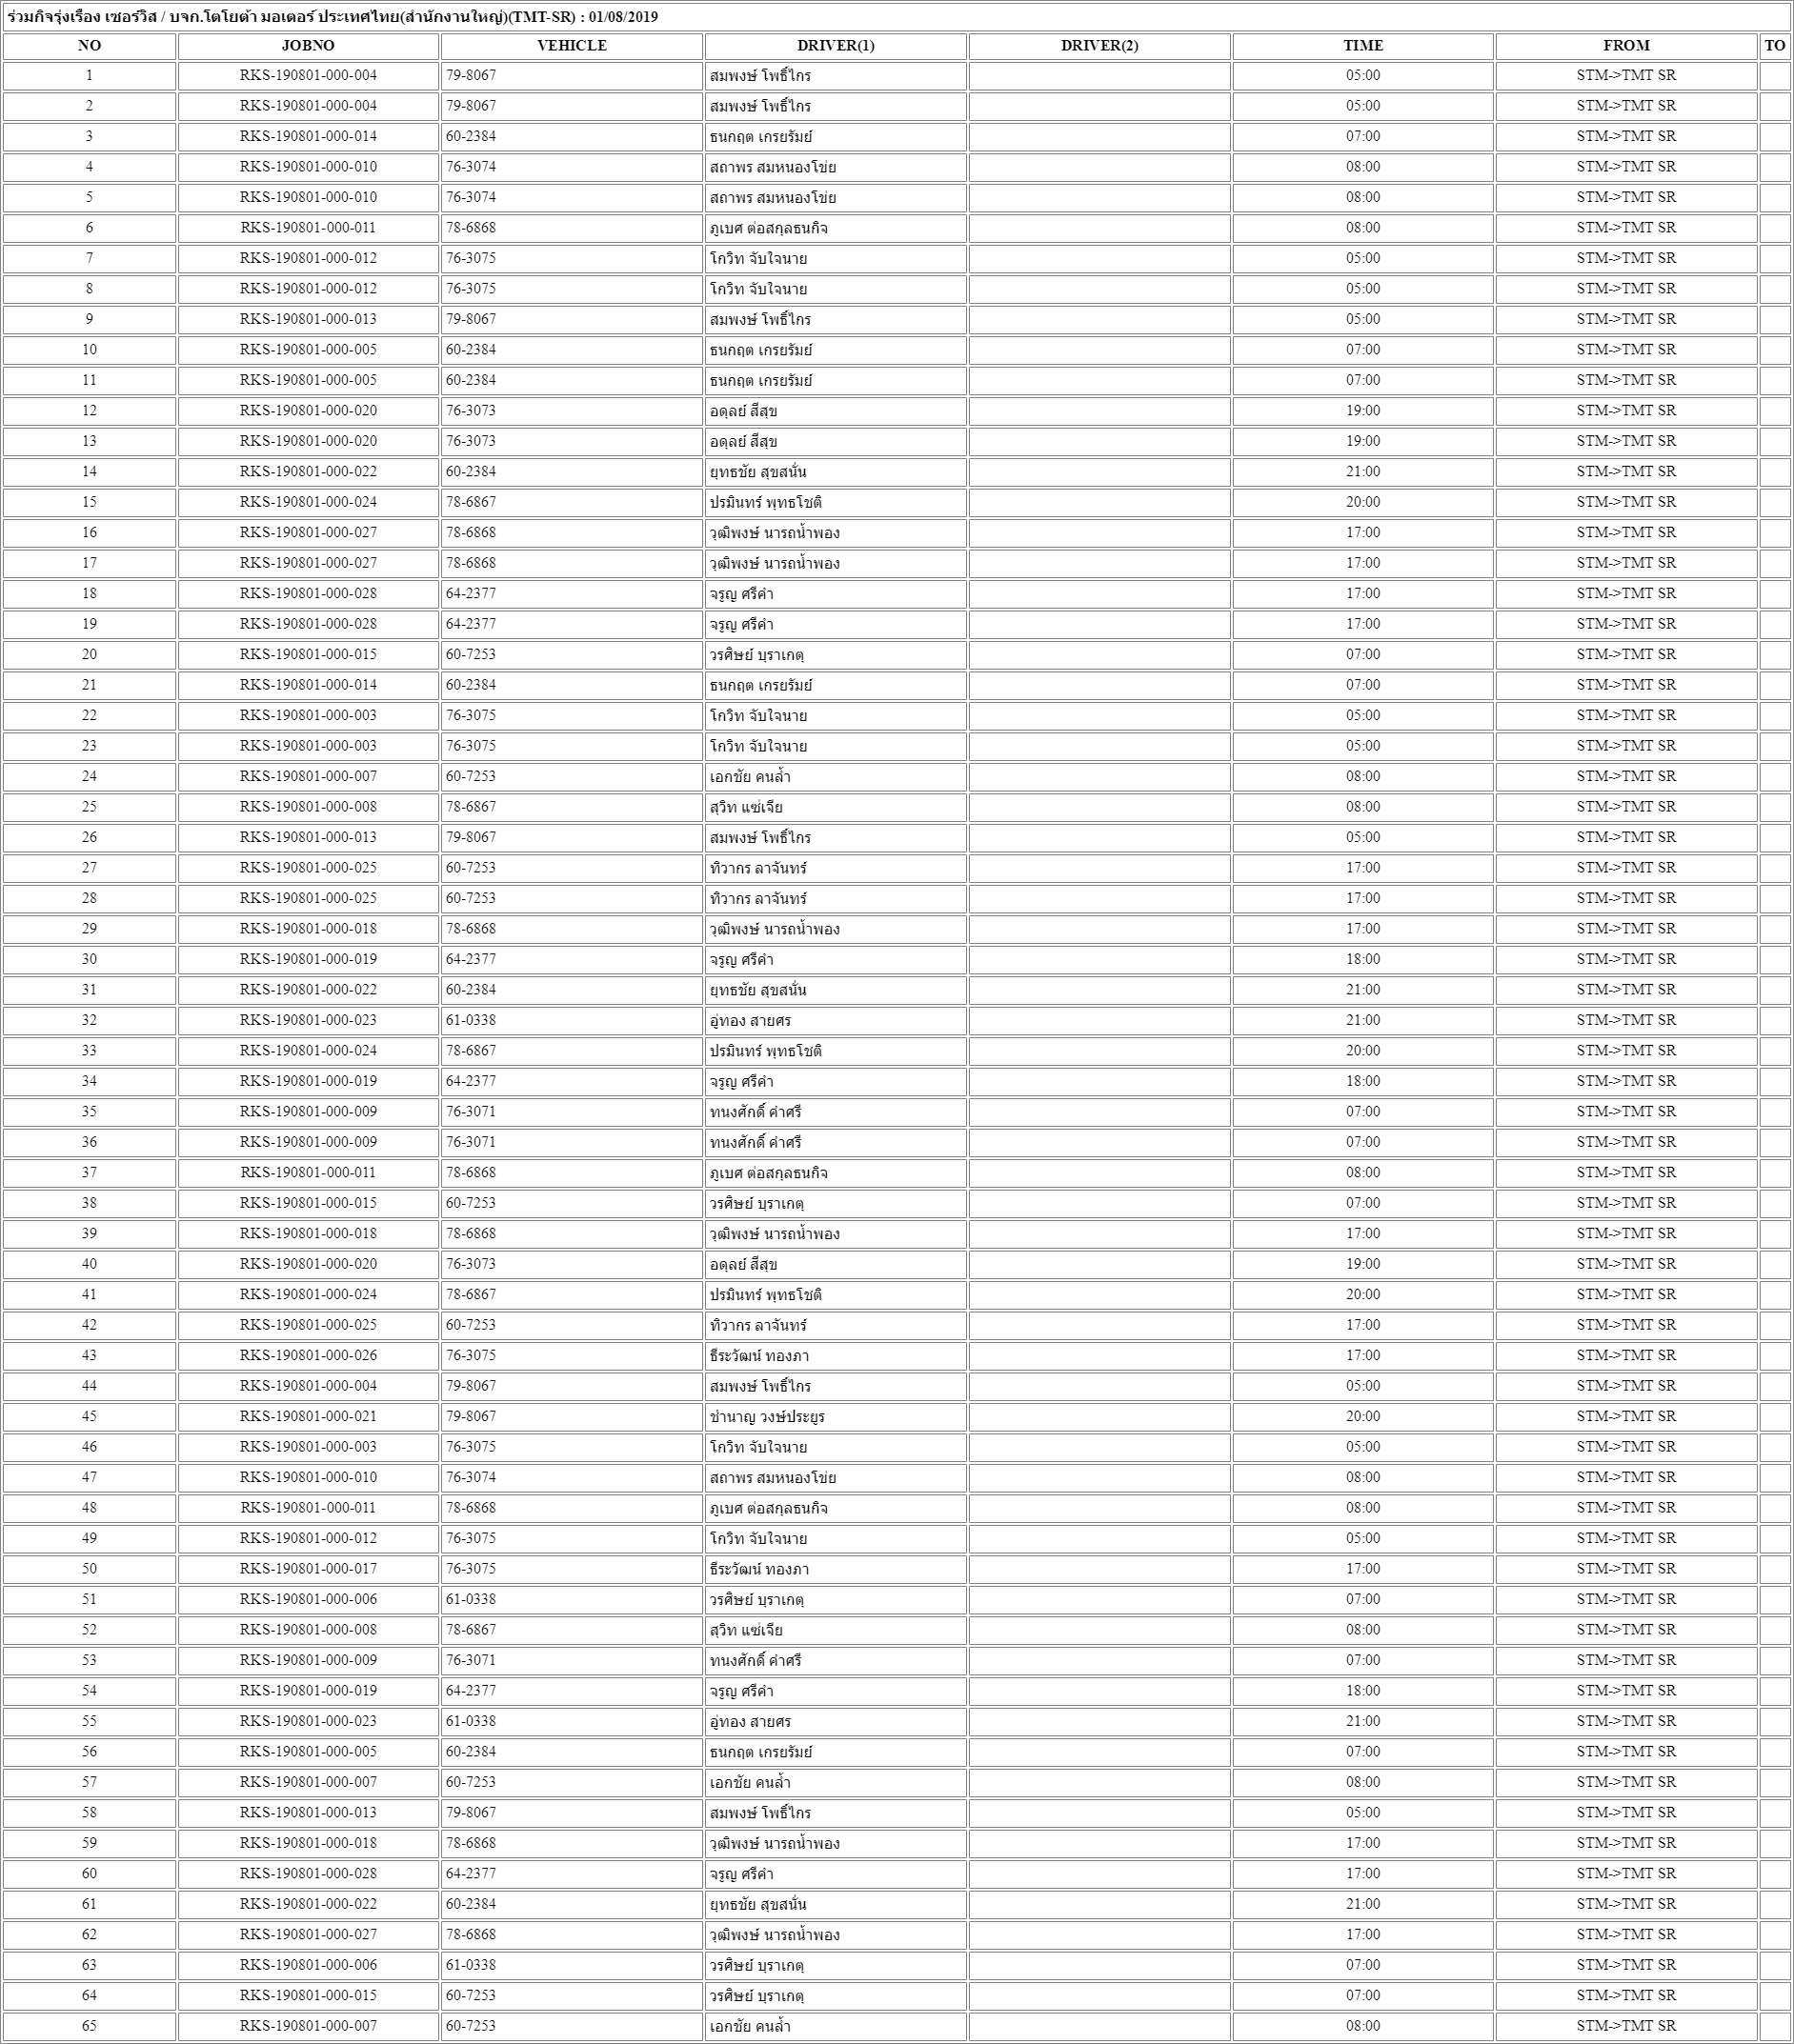 ร่วมกิจรุ่งเรือง เซอร์วิส / บจก.โตโยต้า มอเตอร์ ประเทศไทย(สำนักงานใหญ่)(TMT-SR) : 01/08/2019
NO JOBNO VEHICLE DRIVER(1) DRIVER(2) TIME FROM TO
1 RKS-190801-000-004 79-8067 สมพงษ์ โพธิ์ไกร 05:00 STM->TMT SR
2 RKS-190801-000-004 79-8067 สมพงษ์ โพธิ์ไกร 05:00 STM->TMT SR
3 RKS-190801-000-014 60-2384 ธนกฤต เกรยรัมย์ 07:00 STM->TMT SR
4 RKS-190801-000-010 76-3074 สถาพร สมหนองโข่ย 08:00 STM->TMT SR
5 RKS-190801-000-010 76-3074 สถาพร สมหนองโข่ย 08:00 STM->TMT SR
6 RKS-190801-000-011 78-6868 ภูเบศ ต่อสกุลธนกิจ 08:00 STM->TMT SR
7 RKS-190801-000-012 76-3075 โกวิท จับใจนาย 05:00 STM->TMT SR
8 RKS-190801-000-012 76-3075 โกวิท จับใจนาย 05:00 STM->TMT SR
9 RKS-190801-000-013 79-8067 สมพงษ์ โพธิ์ไกร 05:00 STM->TMT SR
10 RKS-190801-000-005 60-2384 ธนกฤต เกรยรัมย์ 07:00 STM->TMT SR
11 RKS-190801-000-005 60-2384 ธนกฤต เกรยรัมย์ 07:00 STM->TMT SR
12 RKS-190801-000-020 76-3073 อดุลย์ สีสุข 19:00 STM->TMT SR
13 RKS-190801-000-020 76-3073 อดุลย์ สีสุข 19:00 STM->TMT SR
14 RKS-190801-000-022 60-2384 ยุทธชัย สุขสนั่น 21:00 STM->TMT SR
15 RKS-190801-000-024 78-6867 ปรมินทร์ พุทธโชติ 20:00 STM->TMT SR
16 RKS-190801-000-027 78-6868 วุฒิพงษ์ นารถน้ำพอง 17:00 STM->TMT SR
17 RKS-190801-000-027 78-6868 วุฒิพงษ์ นารถน้ำพอง 17:00 STM->TMT SR
18 RKS-190801-000-028 64-2377 จรูญ ศรีคำ 17:00 STM->TMT SR
19 RKS-190801-000-028 64-2377 จรูญ ศรีคำ 17:00 STM->TMT SR
20 RKS-190801-000-015 60-7253 วรศิษย์ บุราเกตุ 07:00 STM->TMT SR
21 RKS-190801-000-014 60-2384 ธนกฤต เกรยรัมย์ 07:00 STM->TMT SR
22 RKS-190801-000-003 76-3075 โกวิท จับใจนาย 05:00 STM->TMT SR
23 RKS-190801-000-003 76-3075 โกวิท จับใจนาย 05:00 STM->TMT SR
24 RKS-190801-000-007 60-7253 เอกชัย คนล้ำ 08:00 STM->TMT SR
25 RKS-190801-000-008 78-6867 สุวิท แซ่เจีย 08:00 STM->TMT SR
26 RKS-190801-000-013 79-8067 สมพงษ์ โพธิ์ไกร 05:00 STM->TMT SR
27 RKS-190801-000-025 60-7253 ทิวากร ลาจันทร์ 17:00 STM->TMT SR
28 RKS-190801-000-025 60-7253 ทิวากร ลาจันทร์ 17:00 STM->TMT SR
29 RKS-190801-000-018 78-6868 วุฒิพงษ์ นารถน้ำพอง 17:00 STM->TMT SR
30 RKS-190801-000-019 64-2377 จรูญ ศรีคำ 18:00 STM->TMT SR
31 RKS-190801-000-022 60-2384 ยุทธชัย สุขสนั่น 21:00 STM->TMT SR
32 RKS-190801-000-023 61-0338 อู่ทอง สายศร 21:00 STM->TMT SR
33 RKS-190801-000-024 78-6867 ปรมินทร์ พุทธโชติ 20:00 STM->TMT SR
34 RKS-190801-000-019 64-2377 จรูญ ศรีคำ 18:00 STM->TMT SR
35 RKS-190801-000-009 76-3071 ทนงศักดิ์ คำศรี 07:00 STM->TMT SR
36 RKS-190801-000-009 76-3071 ทนงศักดิ์ คำศรี 07:00 STM->TMT SR
37 RKS-190801-000-011 78-6868 ภูเบศ ต่อสกุลธนกิจ 08:00 STM->TMT SR
38 RKS-190801-000-015 60-7253 วรศิษย์ บุราเกตุ 07:00 STM->TMT SR
39 RKS-190801-000-018 78-6868 วุฒิพงษ์ นารถน้ำพอง 17:00 STM->TMT SR
40 RKS-190801-000-020 76-3073 อดุลย์ สีสุข 19:00 STM->TMT SR
41 RKS-190801-000-024 78-6867 ปรมินทร์ พุทธโชติ 20:00 STM->TMT SR
42 RKS-190801-000-025 60-7253 ทิวากร ลาจันทร์ 17:00 STM->TMT SR
43 RKS-190801-000-026 76-3075 ธีระวัฒน์ ทองภา 17:00 STM->TMT SR
44 RKS-190801-000-004 79-8067 สมพงษ์ โพธิ์ไกร 05:00 STM->TMT SR
45 RKS-190801-000-021 79-8067 ชำนาญ วงษ์ประยูร 20:00 STM->TMT SR
46 RKS-190801-000-003 76-3075 โกวิท จับใจนาย 05:00 STM->TMT SR
47 RKS-190801-000-010 76-3074 สถาพร สมหนองโข่ย 08:00 STM->TMT SR
48 RKS-190801-000-011 78-6868 ภูเบศ ต่อสกุลธนกิจ 08:00 STM->TMT SR
49 RKS-190801-000-012 76-3075 โกวิท จับใจนาย 05:00 STM->TMT SR
50 RKS-190801-000-017 76-3075 ธีระวัฒน์ ทองภา 17:00 STM->TMT SR
51 RKS-190801-000-006 61-0338 วรศิษย์ บุราเกตุ 07:00 STM->TMT SR
52 RKS-190801-000-008 78-6867 สุวิท แซ่เจีย 08:00 STM->TMT SR
53 RKS-190801-000-009 76-3071 ทนงศักดิ์ คำศรี 07:00 STM->TMT SR
54 RKS-190801-000-019 64-2377 จรูญ ศรีคำ 18:00 STM->TMT SR
55 RKS-190801-000-023 61-0338 อู่ทอง สายศร 21:00 STM->TMT SR
56 RKS-190801-000-005 60-2384 ธนกฤต เกรยรัมย์ 07:00 STM->TMT SR
57 RKS-190801-000-007 60-7253 เอกชัย คนล้ำ 08:00 STM->TMT SR
58 RKS-190801-000-013 79-8067 สมพงษ์ โพธิ์ไกร 05:00 STM->TMT SR
59 RKS-190801-000-018 78-6868 วุฒิพงษ์ นารถน้ำพอง 17:00 STM->TMT SR
60 RKS-190801-000-028 64-2377 จรูญ ศรีคำ 17:00 STM->TMT SR
61 RKS-190801-000-022 60-2384 ยุทธชัย สุขสนั่น 21:00 STM->TMT SR
62 RKS-190801-000-027 78-6868 วุฒิพงษ์ นารถน้ำพอง 17:00 STM->TMT SR
63 RKS-190801-000-006 61-0338 วรศิษย์ บุราเกตุ 07:00 STM->TMT SR
64 RKS-190801-000-015 60-7253 วรศิษย์ บุราเกตุ 07:00 STM->TMT SR
65 RKS-190801-000-007 60-7253 เอกชัย คนล้ำ 08:00 STM->TMT SR